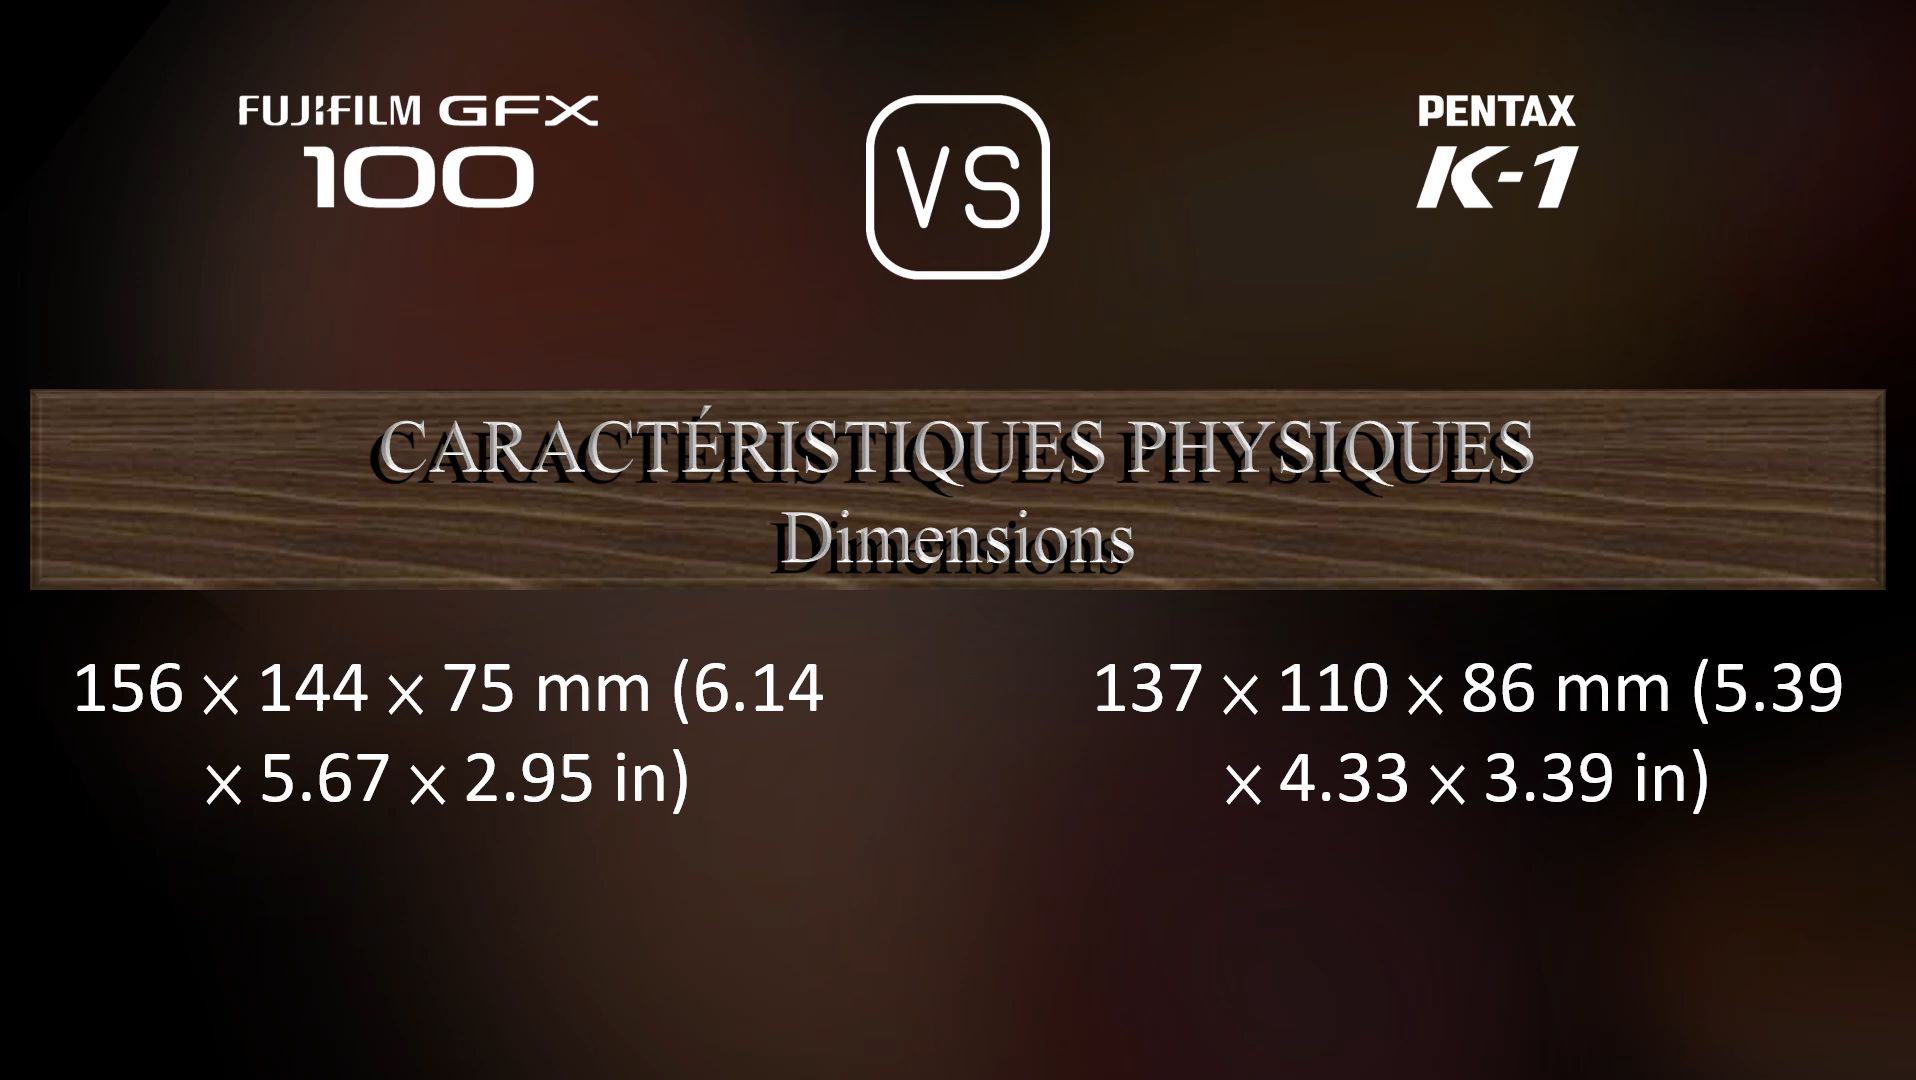 FUJIFILM GFX
100
VS
PENTAX
K-1
CARACTÉRISTIQUES PHYSIQUES
Dimensions
156 x 144 x 75 mm (6.14
x 5.67 x 2.95 in)
137 x 110 x 86 mm (5.39
x 4.33 x 3.39 in)